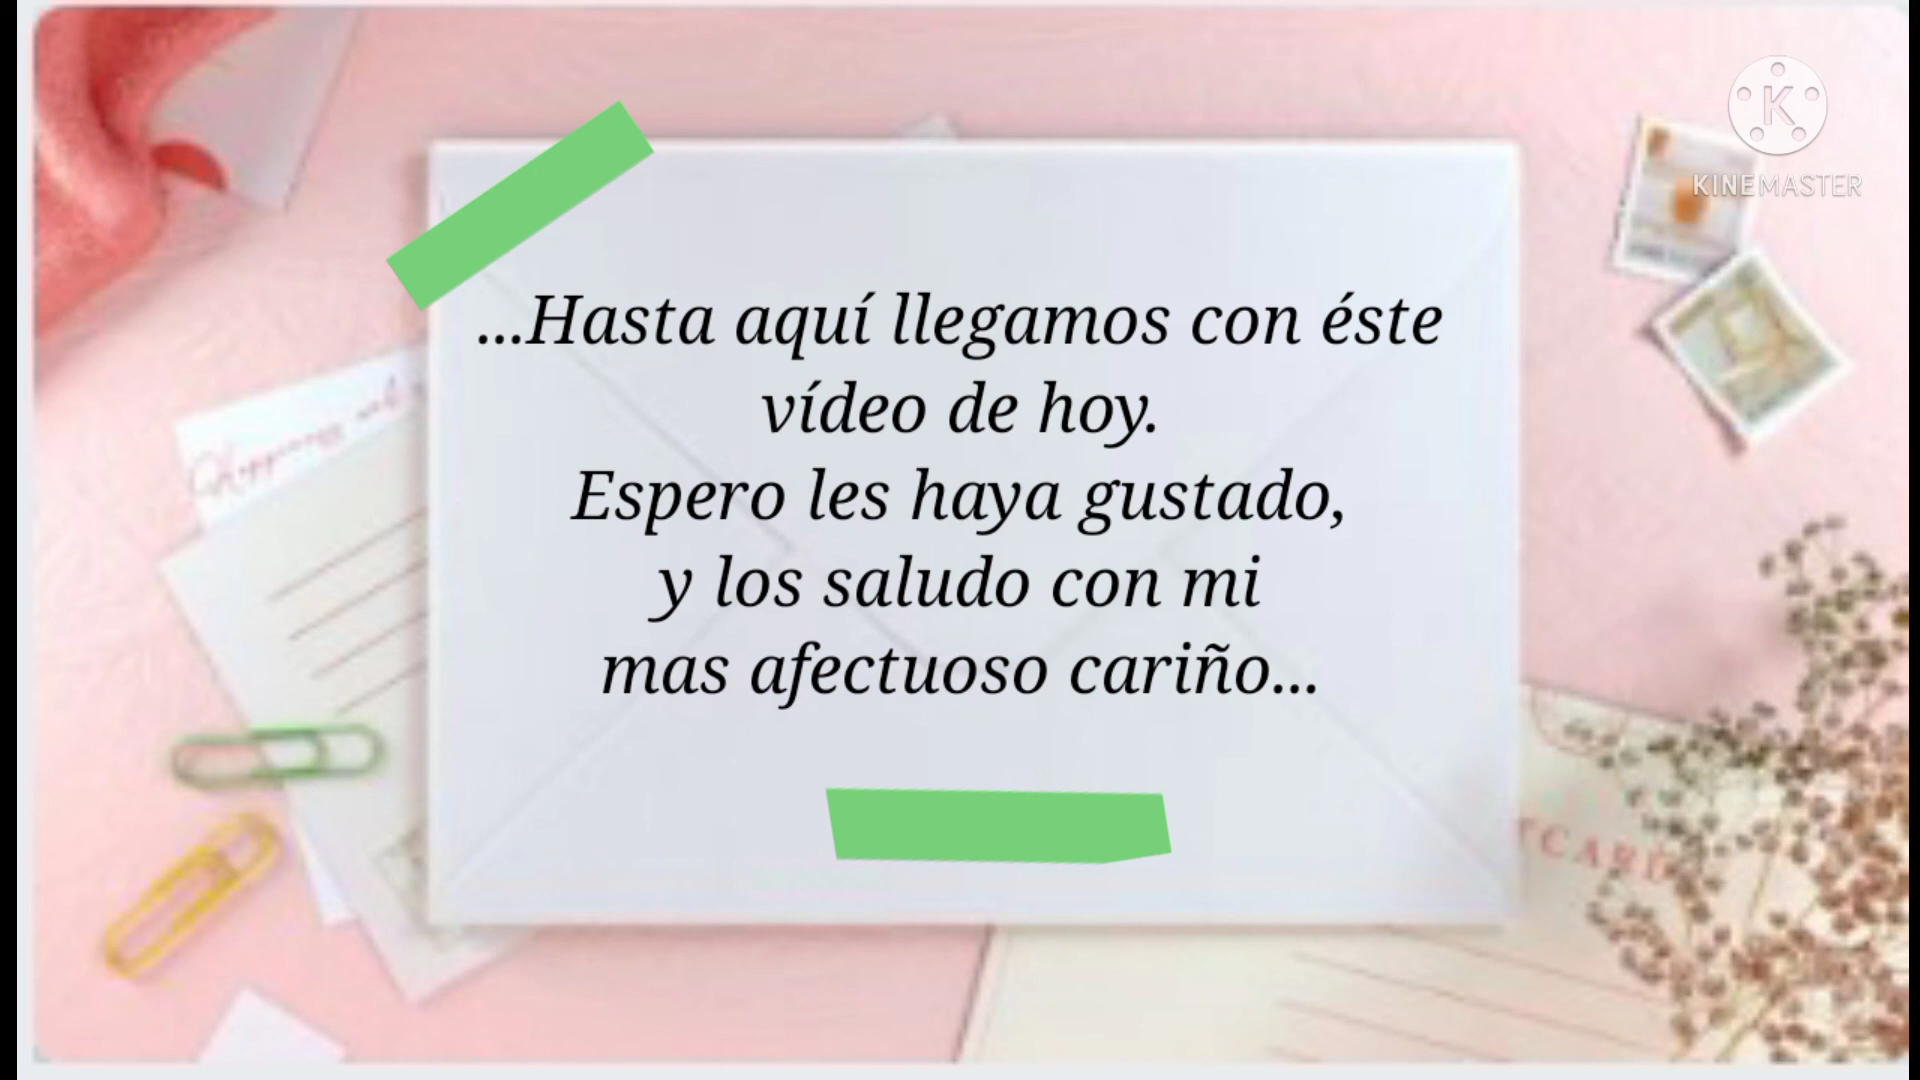 KINEMASTER
...Hasta aquí llegamos con éste
vídeo de hoy.
Espero les haya gustado,
y los saludo con mi
mas afectuoso cariño...